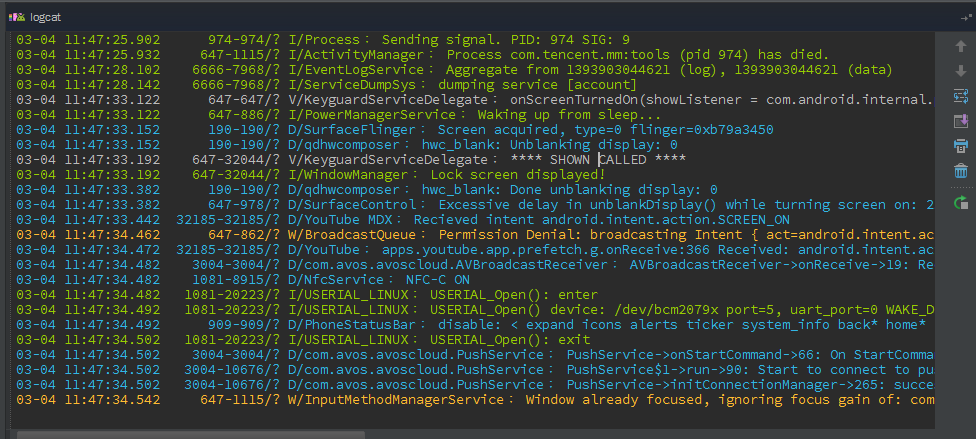 logcat
03-04 11:47:25.902 974-974/? I/Process﹕ Sending signal. PID: 974 SIG: 9
03-04 11:47:25.932 647-1115/? I/ActivityManager﹕ Process com.tencent.mm:tools (pid 974) has died.
03-04 11:47:28.102 6666-7968/? I/EventLogService﹕ Aggregate from 1393903044621 (log), 1393903044621 (data)
03-04 11:47:28.142 6666-7968/? I/ServiceDumpSys﹕ dumping service [account]
03-04 11:47:33.122 647-647/? V/KeyguardServiceDelegate﹕ onScreenTurnedOn(showListener = com.android.internal.
03-04 11:47:33.122 647-886/? I/PowerManagerService﹕ Waking up from sleep...
03-04 11:47:33.152 190-190/? D/SurfaceFlinger﹕ Screen acquired, type=0 flinger=0xb79a3450
03-04 11:47:33.152 190-190/? D/qdhwcomposer﹕ hwc_blank: Unblanking display: 0
03-04 11:47:33.192 647-32044/? V/KeyguardServiceDelegate﹕ **** SHOWN CALLED ****
03-04 11:47:33.192 647-32044/? I/WindowManager﹕ Lock screen displayed!
03-04 11:47:33.382 190-190/? D/qdhwcomposer﹕ hwc_blank: Done unblanking display: 0
03-04 11:47:33.382 647-978/? D/SurfaceControl﹕ Excessive delay in unblankDisplay() while turning screen on: 2
03-04 11:47:33.442 32185-32185/? D/YouTube MDX﹕ Recieved intent android.intent.action.SCREEN_ON
03-04 11:47:34.462 647-862/? W/BroadcastQueue﹕ Permission Denial: broadcasting Intent { act=android.intent.ac
03-04 11:47:34.472 32185-32185/? D/YouTube﹕ apps.youtube.app.prefetch.g.onReceive:366 Received: android.intent.ac
03-04 11:47:34.482 3004-3004/? D/com.avos.avoscloud.AVBroadcastReceiver﹕ AVBroadcastReceiver->onReceive->19: Re
03-04 11:47:34.482 1081-8915/? D/NfcService﹕ NFC-C ON
03-04 11:47:34.482 1081-20223/? I/USERIAL_LINUX﹕ USERIAL_Open(): enter
03-04 11:47:34.492 1081-20223/? I/USERIAL_LINUX﹕ USERIAL_Open() device: /dev/bcm2079x port=5, uart_port=0 WAKE_D
03-04 11:47:34.492 909-909/? D/PhoneStatusBar﹕ disable: < expand icons alerts ticker system_info back* home*
03-04 11:47:34.502 1081-20223/? I/USERIAL_LINUX﹕ USERIAL_Open(): exit
03-04 11:47:34.502 3004-3004/? D/com.avos.avoscloud.PushService﹕ PushService->onStartCommand->66: On StartComma
03-04 11:47:34.502 3004-10676/? D/com.avos.avoscloud.PushService﹕ PushService$1->run->90: Start to connect to pu
03-04 11:47:34.502 3004-10676/? D/com.avos.avoscloud.PushService﹕ PushService->initConnectionManager->265: succe
03-04 11:47:34.542 647-1115/? W/InputMethodManagerService﹕ Window already focused, ignoring focus gain of: com